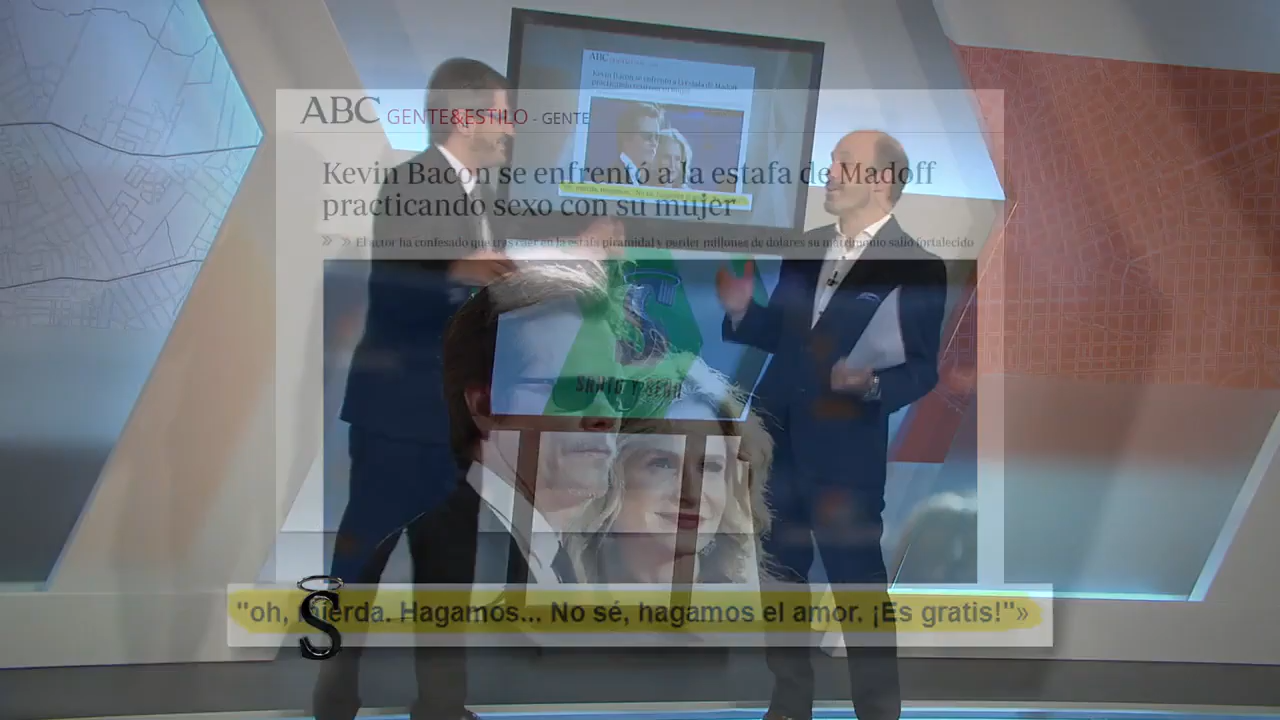 ABC GENTE&ESTILO - GENTE
Kevin Bacon se enfrentó a la estafa de Madoff
practicando sexo con su mujer
» » El actor ha confesado que tras caer en la estafa piramidal y perder millones de dólares su matrimonio salió fortalecido
SANTO Y SEÑA
"oh, mierda. Hagamos... No sé, hagamos el amor. ¡Es gratis!"»
S